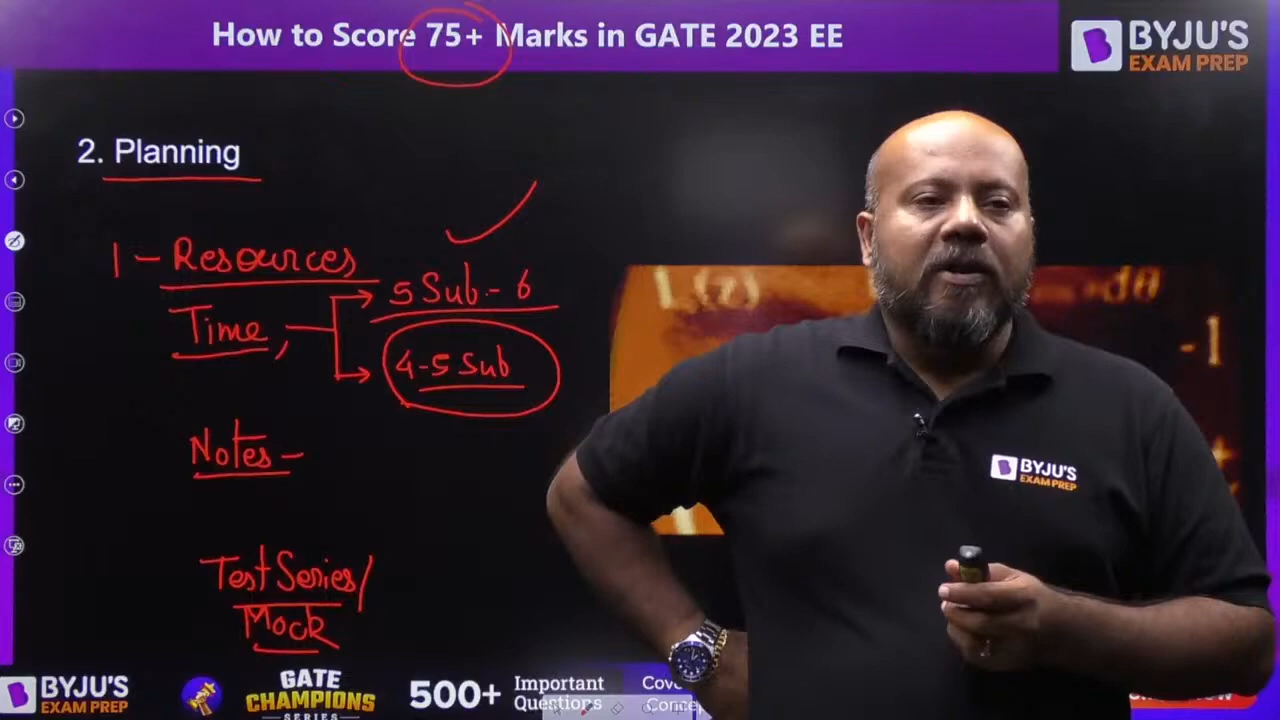 How to Score 75+ Marks in GATE 2023 EE
BYJU'S
EXAM PREP
2. Planning
1 - Resources
Time,
5 Sub - 6
4-5 Sub
Notes -
Test Series/
Mock
-1
BYJU'S
EXAM PREP
BYJU'S
EXAM PREP
GATE
CHAMPIONS
SERIES
500+
Important
Questions